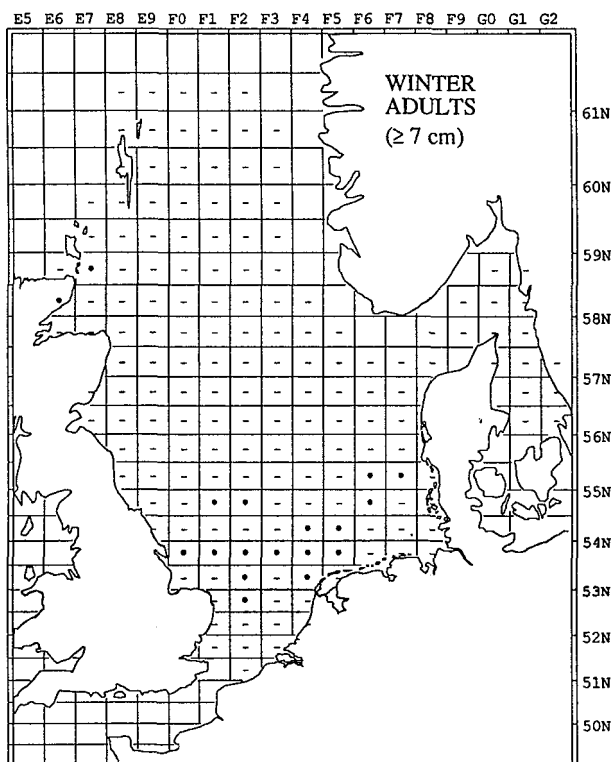 E5 E6 E7 E8 E9 F0 F1 F2 F3 F4 F5 F6 F7 F8 F9 G0 G1 G2
WINTER
ADULTS
(≥ 7 cm)
61N
60N
59N
58N
57N
56N
55N
54N
53N
52N
51N
50N